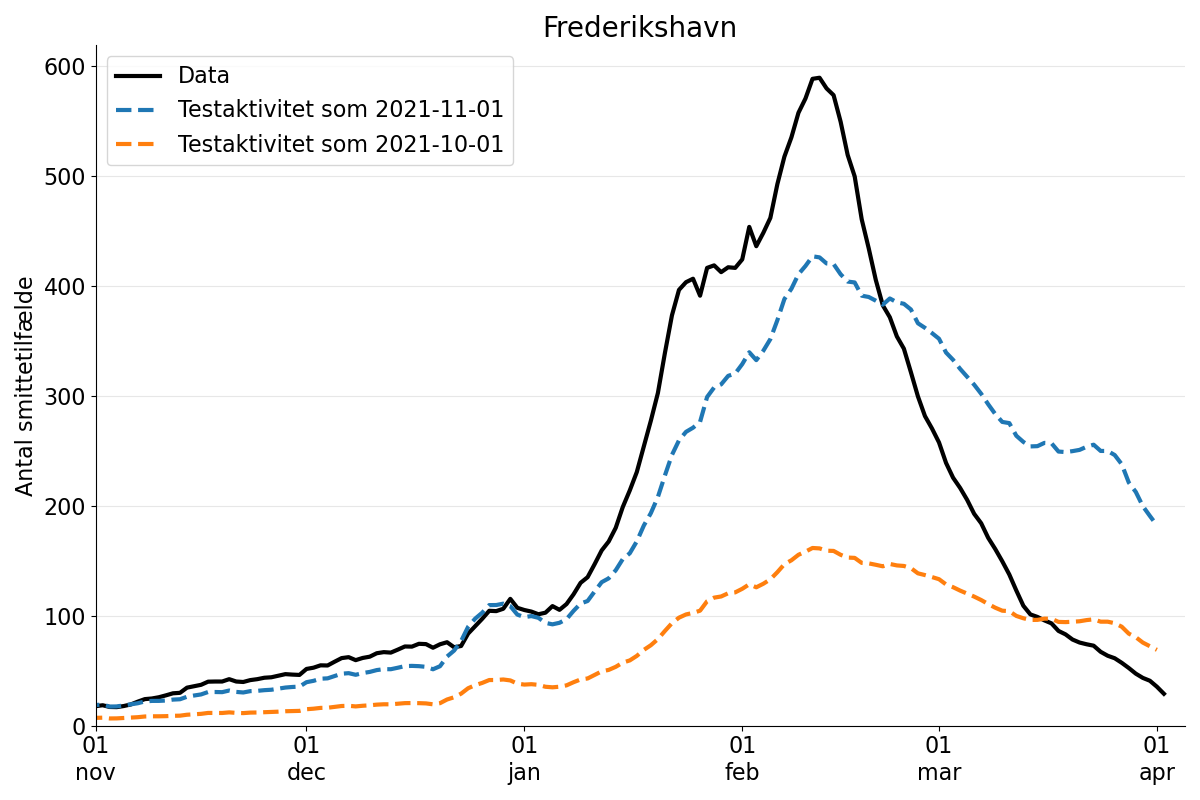 Frederikshavn
Data
Testaktivitet som 2021-11-01
Testaktivitet som 2021-10-01
Antal smittetilfælde
600
500
400
300
200
100
0
01 01 01 01 01 01
nov dec jan feb mar apr